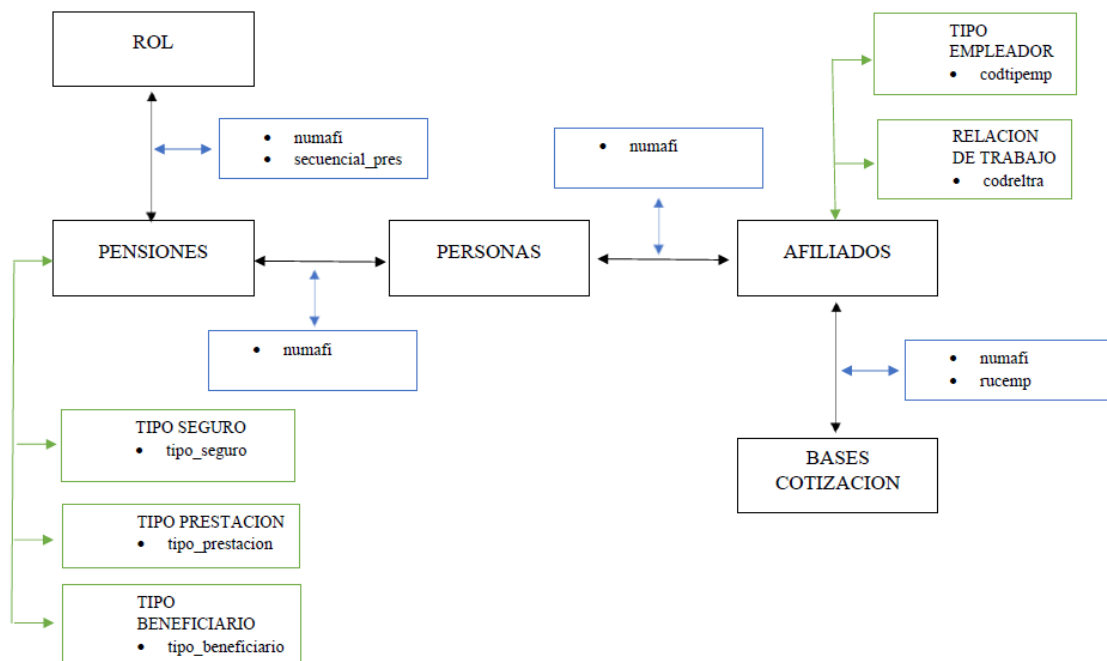 ROL
TIPO
EMPLEADOR
• codtipemp
• numafi
• secuencial_pres
• numafi
RELACION
DE TRABAJO
• codreltra
PENSIONES
PERSONAS
AFILIADOS
• numafi
• numafi
• rucemp
TIPO SEGURO
• tipo_seguro
BASES
COTIZACION
TIPO PRESTACION
• tipo_prestacion
TIPO
BENEFICIARIO
• tipo_beneficiario